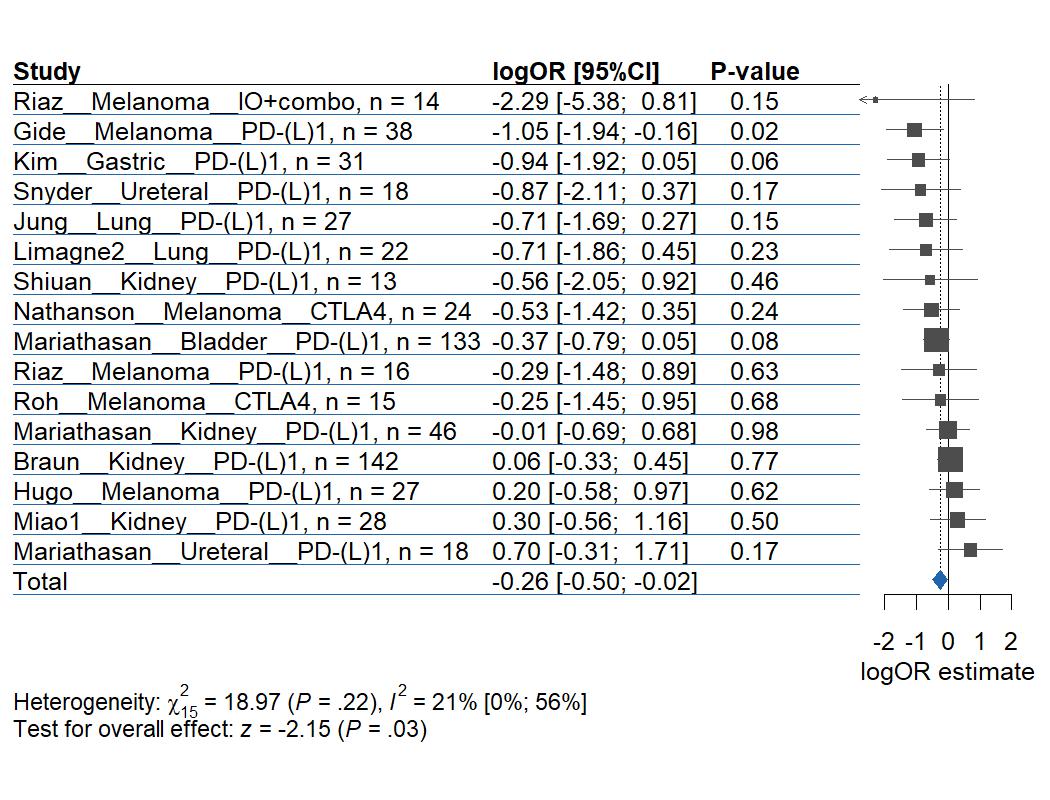 Study logOR [95%CI] P-value
Riaz__Melanoma__IO+combo, n = 14 -2.29 [-5.38; 0.81] 0.15
Gide__Melanoma__PD-(L)1, n = 38 -1.05 [-1.94; -0.16] 0.02
Kim__Gastric__PD-(L)1, n = 31 -0.94 [-1.92; 0.05] 0.06
Snyder__Ureteral__PD-(L)1, n = 18 -0.87 [-2.11; 0.37] 0.17
Jung__Lung__PD-(L)1, n = 27 -0.71 [-1.69; 0.27] 0.15
Limagne2__Lung__PD-(L)1, n = 22 -0.71 [-1.86; 0.45] 0.23
Shiuan__Kidney__PD-(L)1, n = 13 -0.56 [-2.05; 0.92] 0.46
Nathanson__Melanoma__CTLA4, n = 24 -0.53 [-1.42; 0.35] 0.24
Mariathasan__Bladder__PD-(L)1, n = 133 -0.37 [-0.79; 0.05] 0.08
Riaz__Melanoma__PD-(L)1, n = 16 -0.29 [-1.48; 0.89] 0.63
Roh__Melanoma__CTLA4, n = 15 -0.25 [-1.45; 0.95] 0.68
Mariathasan__Kidney__PD-(L)1, n = 46 -0.01 [-0.69; 0.68] 0.98
Braun__Kidney__PD-(L)1, n = 142 0.06 [-0.33; 0.45] 0.77
Hugo__Melanoma__PD-(L)1, n = 27 0.20 [-0.58; 0.97] 0.62
Miao1__Kidney__PD-(L)1, n = 28 0.30 [-0.56; 1.16] 0.50
Mariathasan__Ureteral__PD-(L)1, n = 18 0.70 [-0.31; 1.71] 0.17
Total -0.26 [-0.50; -0.02]
-2 -1 0 1 2
logOR estimate
Heterogeneity: χ²₁₅ = 18.97 (P = .22), I² = 21% [0%; 56%]
Test for overall effect: z = -2.15 (P = .03)